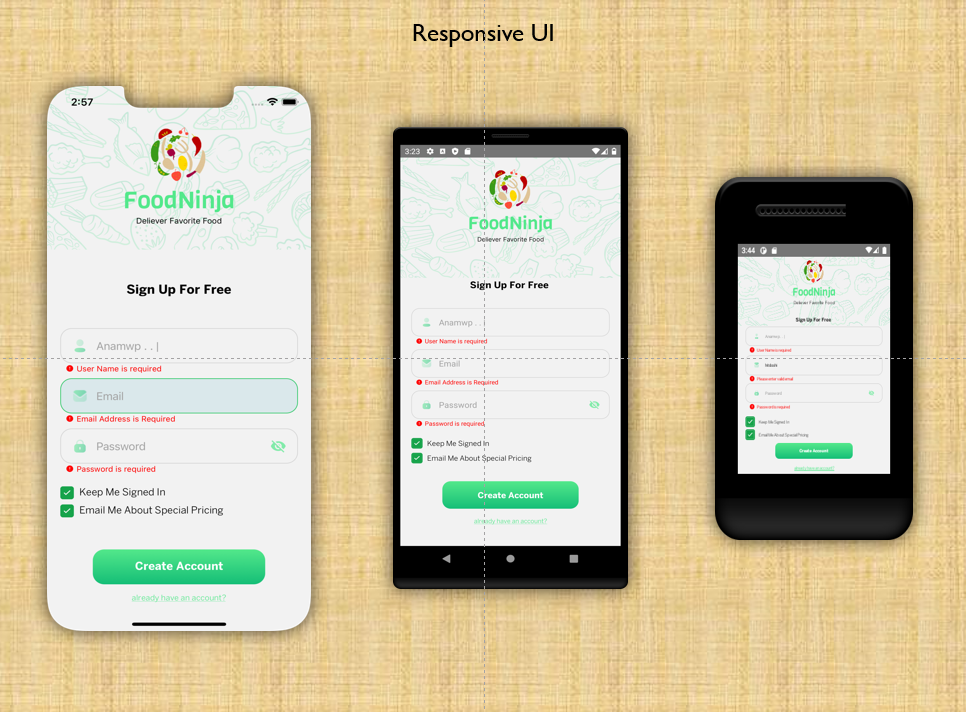 Responsive UI
2:57
FoodNinja
Deliever Favorite Food
Sign Up For Free
Anamwp . . |
User Name is required
Email
Email Address is Required
Password
Password is required
Keep Me Signed In
Email Me About Special Pricing
Create Account
already have an account?
3:23
FoodNinja
Deliever Favorite Food
Sign Up For Free
Anamwp . .
User Name is required
Email
Email Address is Required
Password
Password is required
Keep Me Signed In
Email Me About Special Pricing
Create Account
already have an account?
3:44
FoodNinja
Deliever Favorite Food
Sign Up For Free
Anamwp . . |
User Name is required
Please enter valid email
Password
Password is required
Keep Me Signed In
Email Me About Special Pricing
Create Account
already have an account?